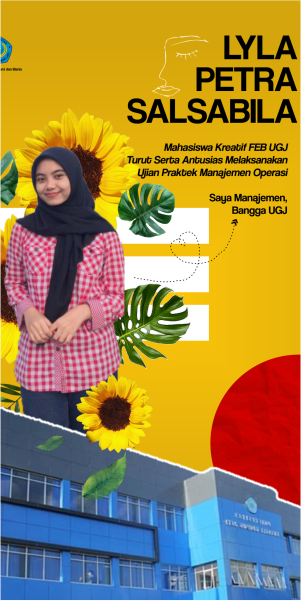 LYLA
PETRA
SALSABILA
Mahasiswa Kreatif FEB UGJ
Turut Serta Antusias Melaksanakan
Ujian Praktek Manajemen Operasi
Saya Manajemen,
Bangga UGJ